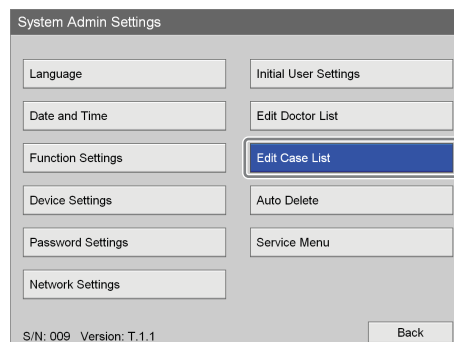 System Admin Settings
Language
Initial User Settings
Date and Time
Edit Doctor List
Function Settings
Edit Case List
Device Settings
Auto Delete
Password Settings
Service Menu
Network Settings
S/N: 009 Version: T.1.1
Back